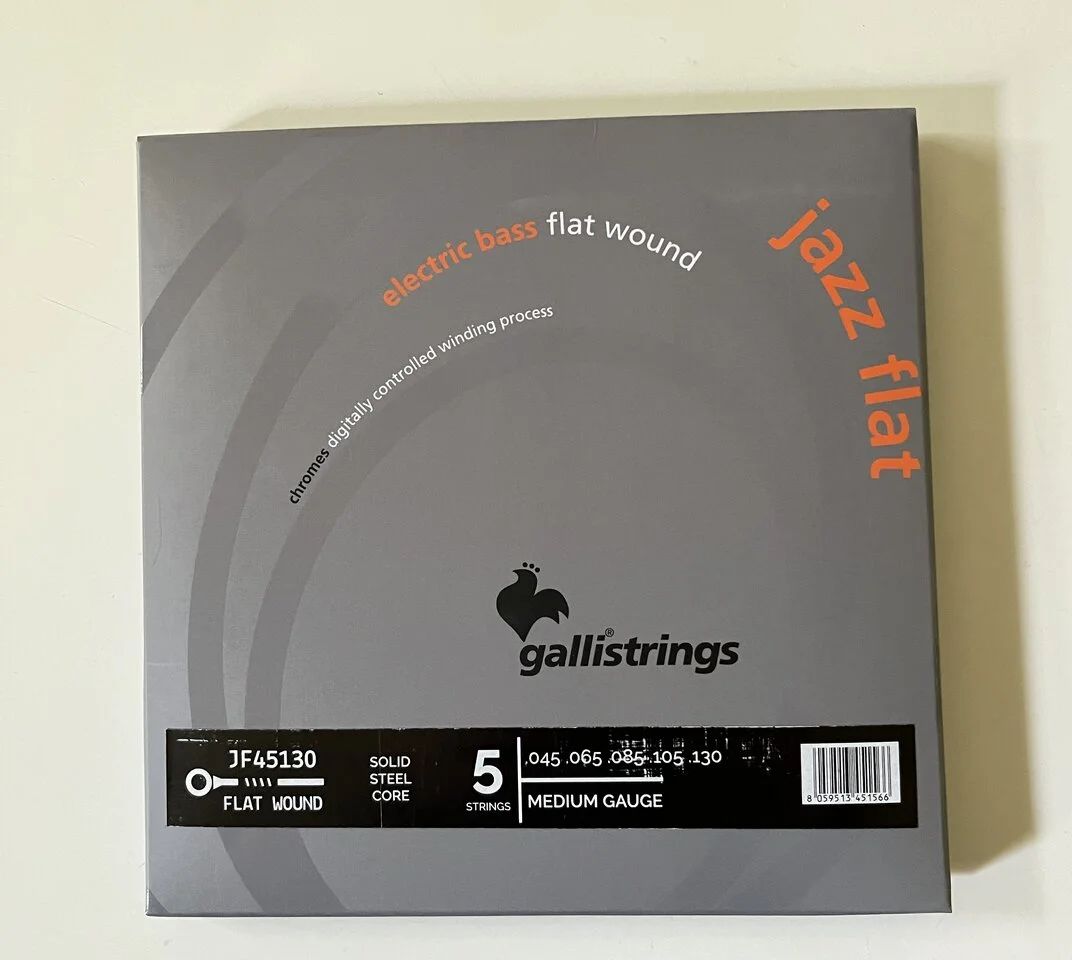 electric bass flat wound
jazz flat
chromes digitally controlled winding process
gallistrings®
JF45130
FLAT WOUND
SOLID
STEEL
CORE
5
STRINGS
.045 .065 .085 .105 .130
MEDIUM GAUGE
8 059513 451566